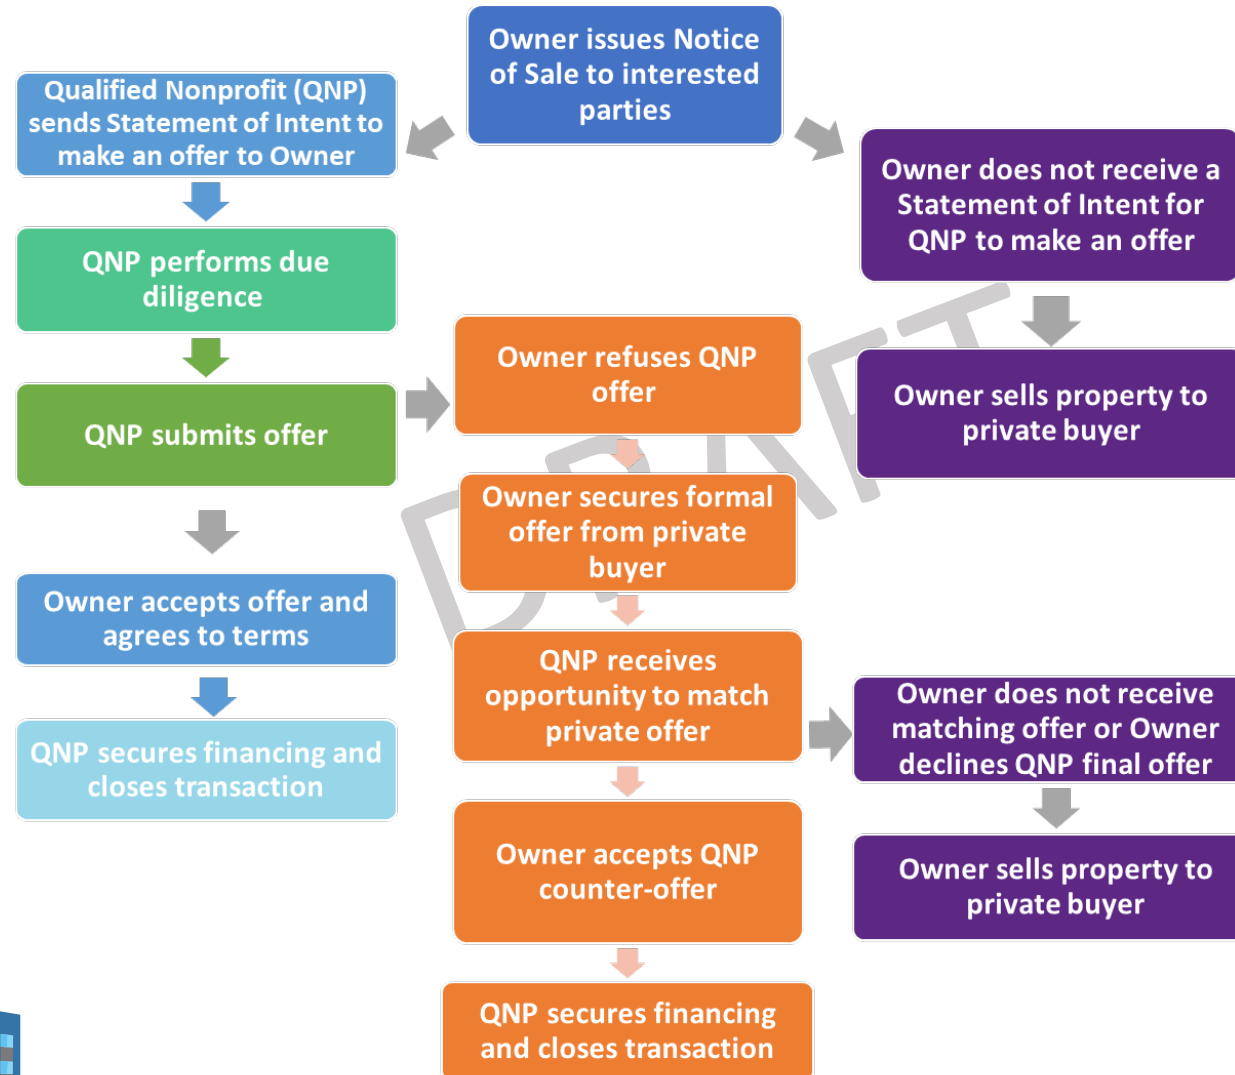 Owner issues Notice
of Sale to interested
parties
Qualified Nonprofit (QNP)
sends Statement of Intent to
make an offer to Owner
Owner does not receive a
Statement of Intent for
QNP to make an offer
QNP performs due
diligence
Owner refuses QNP
offer
Owner sells property to
private buyer
QNP submits offer
DRAFT
Owner secures formal
offer from private
buyer
Owner accepts offer and
agrees to terms
QNP receives
opportunity to match
private offer
Owner does not receive
matching offer or Owner
declines QNP final offer
QNP secures financing and
closes transaction
Owner accepts QNP
counter-offer
Owner sells property to
private buyer
QNP secures financing
and closes transaction